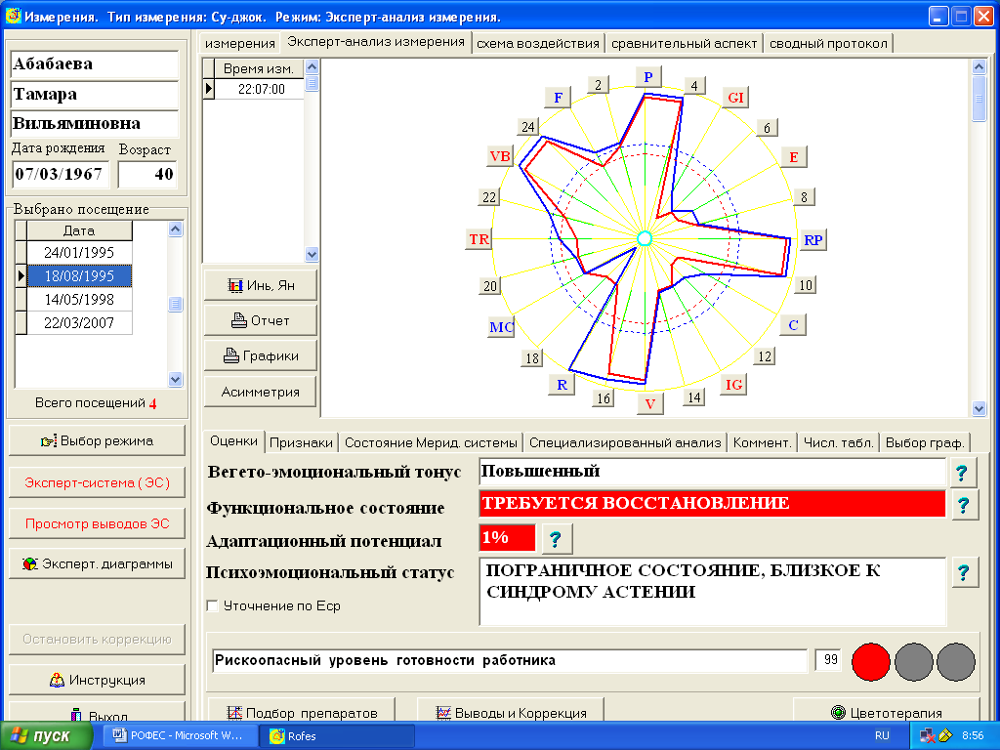 Измерения. Тип измерения: Су-джок. Режим: Эксперт-анализ измерения.
измерения
Эксперт-анализ измерения
схема воздействия
сравнительный аспект
сводный протокол
Абабаева
Тамара
Вильяминовна
Дата рождения
Возраст
07/03/1967
40
Выбрано посещение
Дата
24/01/1995
18/08/1995
14/05/1998
22/03/2007
Всего посещений 4
Выбор режима
Эксперт-система ( ЭС )
Просмотр выводов ЭС
Эксперт. диаграммы
Остановить коррекцию
Инструкция
Выход
Время изм.
22:07:00
Инь, Ян
Отчет
Графики
Асимметрия
P
4
GI
6
E
8
RP
10
C
12
IG
14
V
16
R
18
MC
20
TR
22
VB
24
F
2
Оценки
Признаки
Состояние Мерид. системы
Специализированный анализ
Коммент.
Числ. табл.
Выбор граф.
Вегето-эмоциональный тонус
Повышенный
?
Функциональное состояние
ТРЕБУЕТСЯ ВОССТАНОВЛЕНИЕ
?
Адаптационный потенциал
1%
?
Психоэмоциональный статус
ПОГРАНИЧНОЕ СОСТОЯНИЕ, БЛИЗКОЕ К
СИНДРОМУ АСТЕНИИ
?
Уточнение по Еср
Рискоопасный уровень готовности работника
99
Подбор препаратов
Выводы и Коррекция
Цветотерапия
пуск
РОФЕС - Microsoft W...
Rofes
RU
8:56